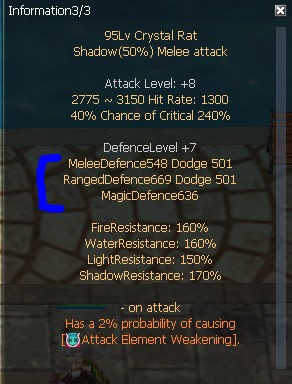 Information3/3
95Lv Crystal Rat
Shadow(50%) Melee attack
Attack Level: +8
2775 ~ 3150 Hit Rate: 1300
40% Chance of Critical 240%
DefenceLevel +7
MeleeDefence548 Dodge 501
RangedDefence669 Dodge 501
MagicDefence636
FireResistance: 160%
WaterResistance: 160%
LightResistance: 150%
ShadowResistance: 170%
- on attack
Has a 2% probability of causing
[Attack Element Weakening].